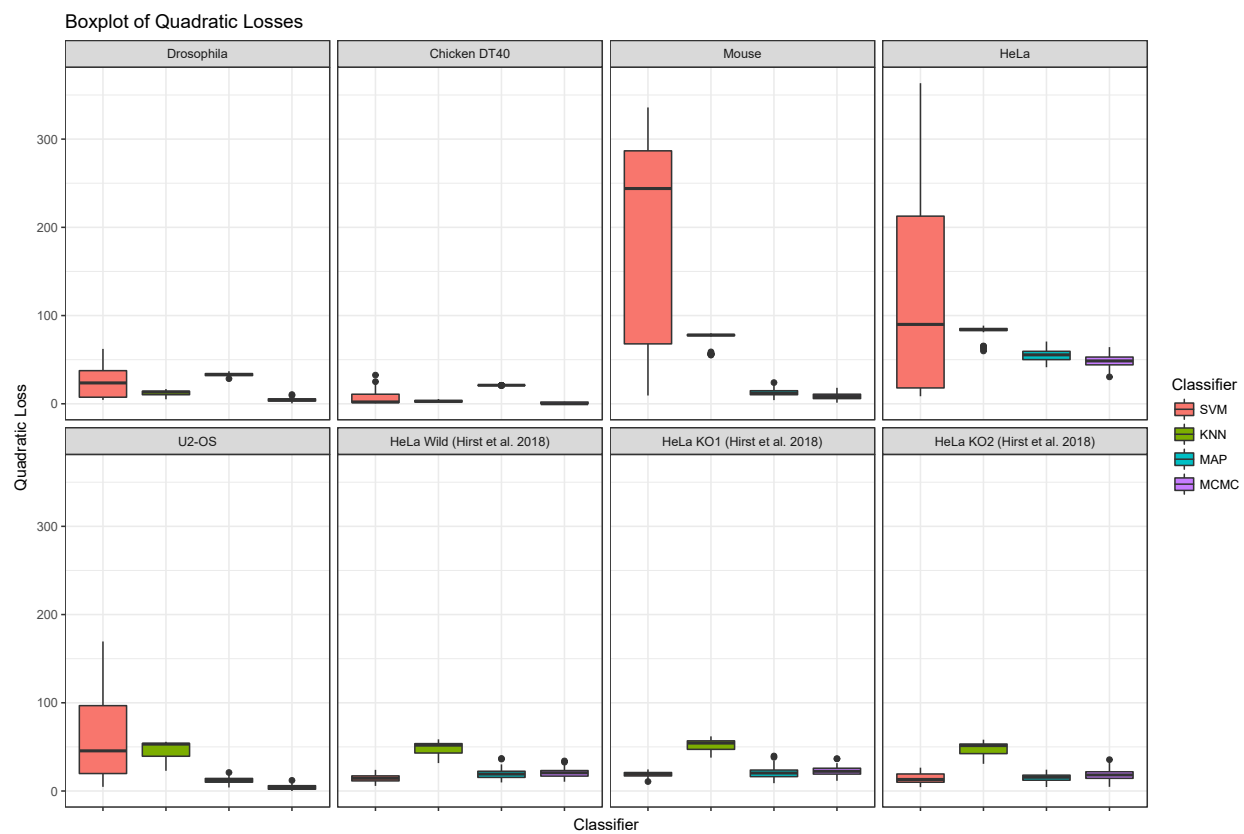 Boxplot of Quadratic Losses
Drosophila
Chicken DT40
Mouse
HeLa
300
200
100
0
U2-OS
HeLa Wild (Hirst et al. 2018)
HeLa KO1 (Hirst et al. 2018)
HeLa KO2 (Hirst et al. 2018)
300
200
100
0
Quadratic Loss
Classifier
Classifier
SVM
KNN
MAP
MCMC